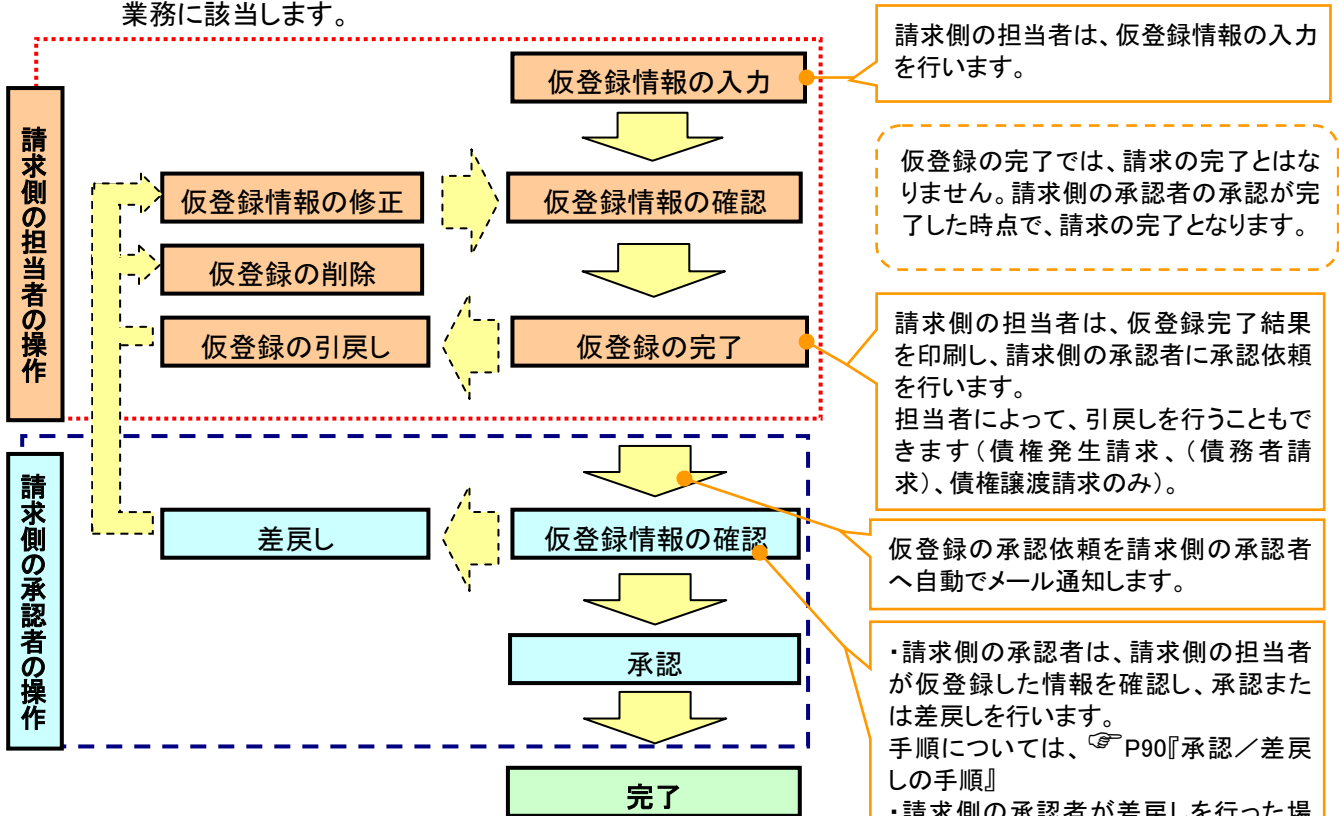 業務に該当します。
請求側の担当者の操作
仮登録情報の入力
仮登録情報の修正
仮登録情報の確認
仮登録の削除
仮登録の引戻し
仮登録の完了
請求側の承認者の操作
差戻し
仮登録情報の確認
承認
完了
請求側の担当者は、仮登録情報の入力
を行います。
仮登録の完了では、請求の完了とはな
りません。請求側の承認者の承認が完
了した時点で、請求の完了となります。
請求側の担当者は、仮登録完了結果
を印刷し、請求側の承認者に承認依頼
を行います。
担当者によって、引戻しを行うこともで
きます（債権発生請求、（債務者請
求）、債権譲渡請求のみ）。
仮登録の承認依頼を請求側の承認者
へ自動でメール通知します。
・請求側の承認者は、請求側の担当者
が仮登録した情報を確認し、承認また
は差戻しを行います。
手順については、☞P90『承認／差戻
しの手順』
・請求側の承認者が差戻しを行った場